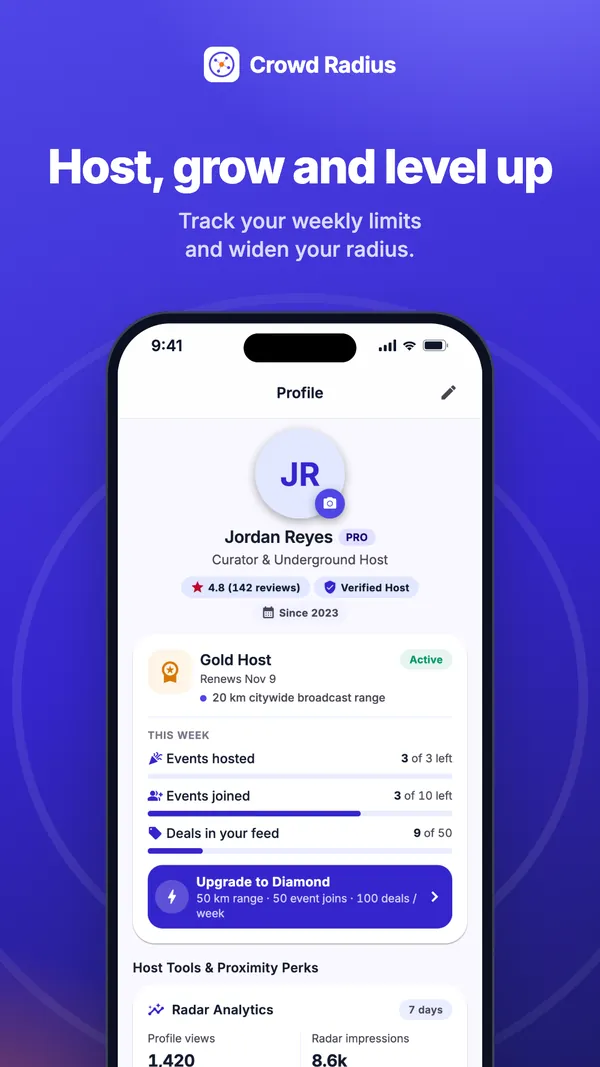 Crowd Radius
Host, grow and level up
Track your weekly limits
and widen your radius.
9:41
Profile
JR
Jordan Reyes PRO
Curator & Underground Host
4.8 (142 reviews) Verified Host
Since 2023
Gold Host Active
Renews Nov 9
20 km citywide broadcast range
THIS WEEK
Events hosted 3 of 3 left
Events joined 3 of 10 left
Deals in your feed 9 of 50
Upgrade to Diamond
50 km range · 50 event joins · 100 deals /
week
Host Tools & Proximity Perks
Radar Analytics 7 days
Profile views Radar impressions
1,420 8.6k